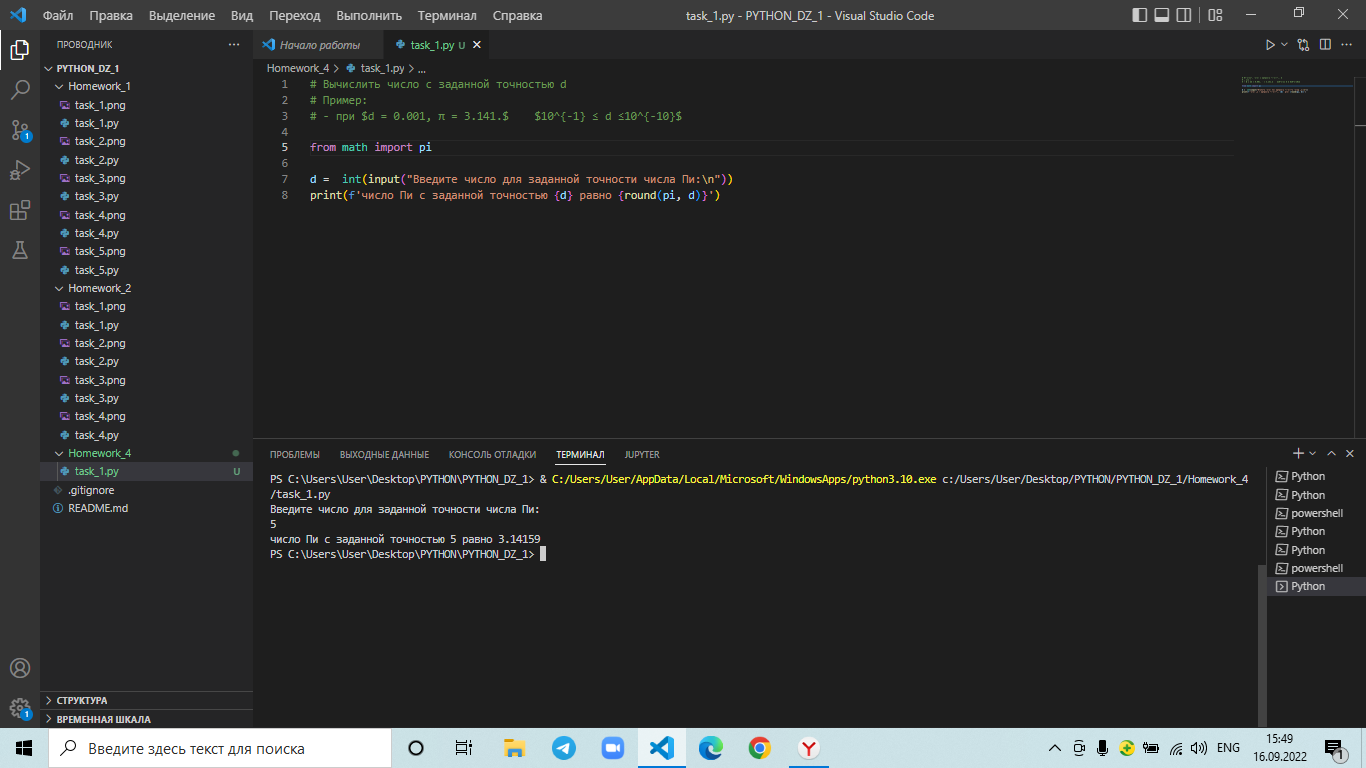 Файл Правка Выделение Вид Переход Выполнить Терминал Справка task_1.py - PYTHON_DZ_1 - Visual Studio Code
ПРОВОДНИК
PYTHON_DZ_1
Homework_1
task_1.png
task_1.py
task_2.png
task_2.py
task_3.png
task_3.py
task_4.png
task_4.py
task_5.png
task_5.py
Homework_2
task_1.png
task_1.py
task_2.png
task_2.py
task_3.png
task_3.py
task_4.png
task_4.py
Homework_4
task_1.py U
.gitignore
README.md
СТРУКТУРА
ВРЕМЕННАЯ ШКАЛА
1
1
Начало работы task_1.py U
Homework_4 > task_1.py > ...
1 # Вычислить число с заданной точностью d
2 # Пример:
3 # - при $d = 0.001, π = 3.141.$ $10^{-1} ≤ d ≤10^{-10}$
4
5 from math import pi
6
7 d = int(input("Введите число для заданной точности числа Пи:\n"))
8 print(f'число Пи с заданной точностью {d} равно {round(pi, d)}')
ПРОБЛЕМЫ ВЫХОДНЫЕ ДАННЫЕ КОНСОЛЬ ОТЛАДКИ ТЕРМИНАЛ JUPYTER
PS C:\Users\User\Desktop\PYTHON\PYTHON_DZ_1> & C:/Users/User/AppData/Local/Microsoft/WindowsApps/python3.10.exe c:/Users/User/Desktop/PYTHON/PYTHON_DZ_1/Homework_4
/task_1.py
Введите число для заданной точности числа Пи:
5
число Пи с заданной точностью 5 равно 3.14159
PS C:\Users\User\Desktop\PYTHON\PYTHON_DZ_1>
Python
Python
powershell
Python
Python
powershell
Python
Введите здесь текст для поиска
ENG
15:49
16.09.2022
1